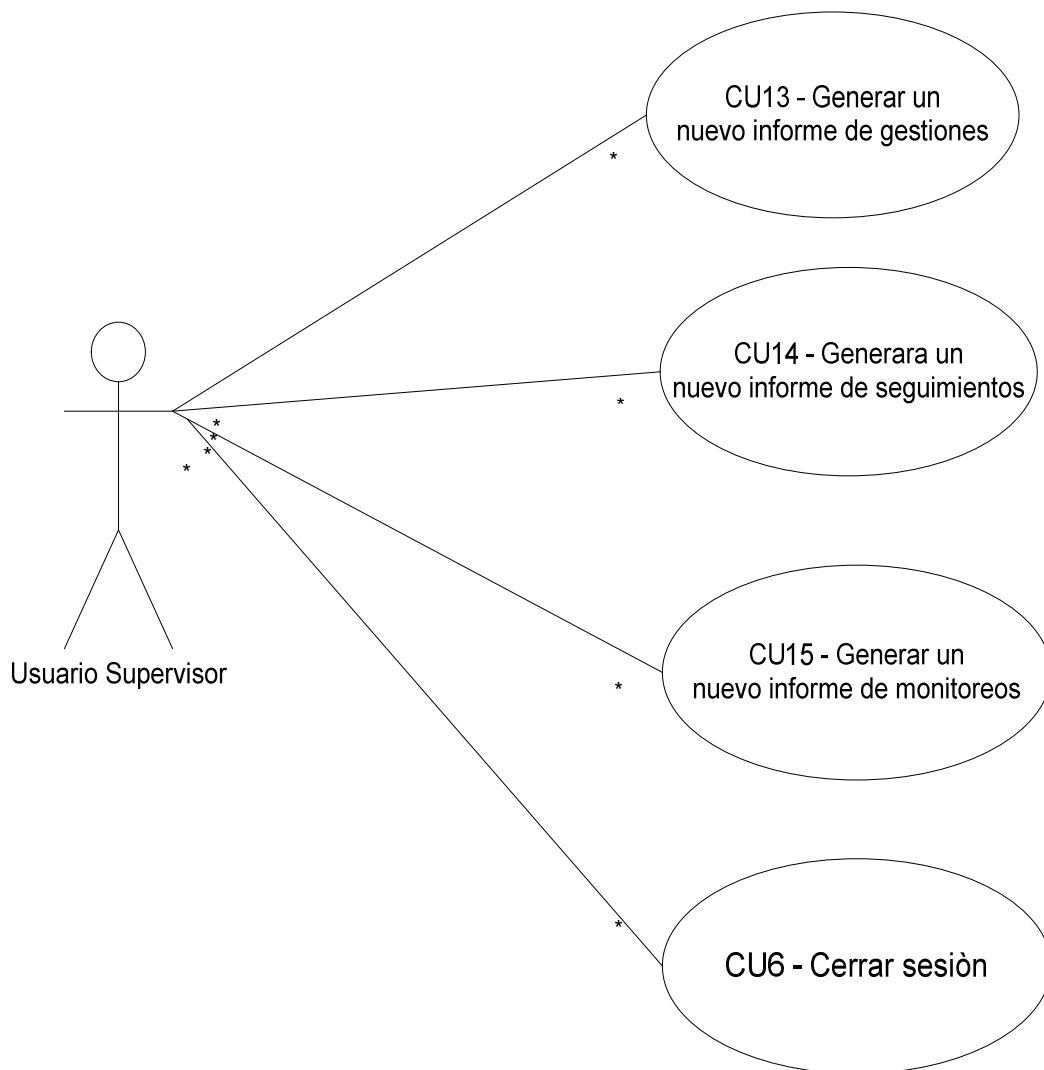 CU13 - Generar un
nuevo informe de gestiones
*
CU14 - Generara un
nuevo informe de seguimientos
*
*
*
*
*
Usuario Supervisor
CU15 - Generar un
nuevo informe de monitoreos
*
*
CU6 - Cerrar sesiòn